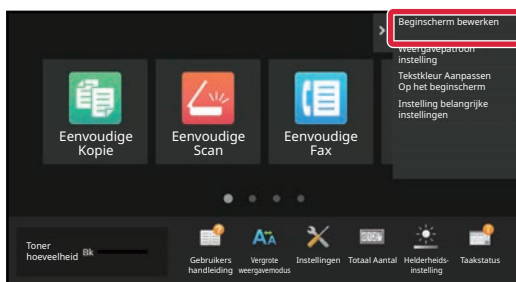 Beginscherm bewerken
Weergavepatroon
instelling
Tekstkleur Aanpassen
Op het beginscherm
Instelling belangrijke
instellingen
Eenvoudige
Kopie
Eenvoudige
Scan
Eenvoudige
Fax
Toner
hoeveelheid
Bk
Gebruikers
handleiding
Vergrote
weergavemodus
Instellingen
Totaal Aantal
Helderheids-
instelling
Taakstatus